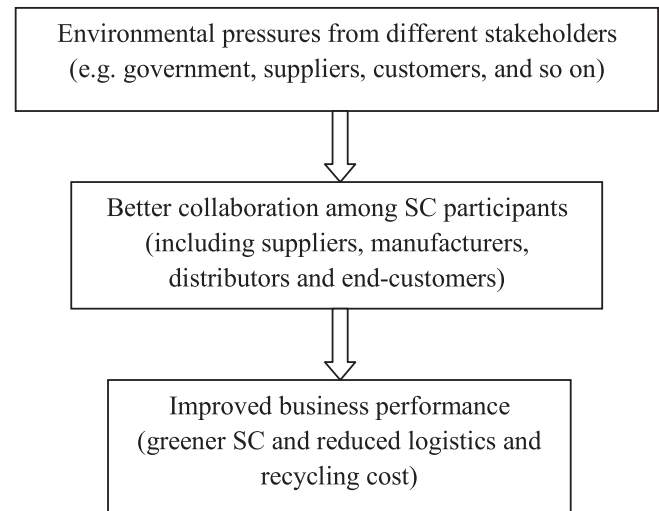 Environmental pressures from different stakeholders
(e.g. government, suppliers, customers, and so on)
Better collaboration among SC participants
(including suppliers, manufacturers,
distributors and end-customers)
Improved business performance
(greener SC and reduced logistics and
recycling cost)